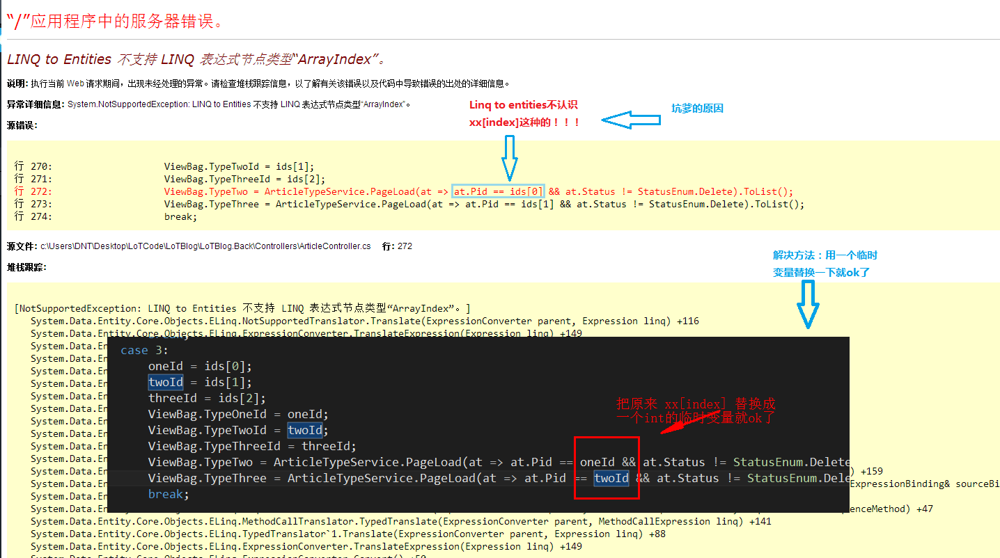 “/”应用程序中的服务器错误。
LINQ to Entities 不支持 LINQ 表达式节点类型“ArrayIndex”。
说明: 执行当前 Web 请求期间，出现未经处理的异常。请检查堆栈跟踪信息，以了解有关该错误以及代码中导致错误的出处的详细信息。
异常详细信息: System.NotSupportedException: LINQ to Entities 不支持 LINQ 表达式节点类型“ArrayIndex”。
Linq to entities不认识
xx[index]这种的！！！
坑爹的原因
源错误:
行 270: ViewBag.TypeTwoId = ids[1];
行 271: ViewBag.TypeThreeId = ids[2];
行 272: ViewBag.TypeTwo = ArticleTypeService.PageLoad(at => at.Pid == ids[0] && at.Status != StatusEnum.Delete).ToList();
行 273: ViewBag.TypeThree = ArticleTypeService.PageLoad(at => at.Pid == ids[1] && at.Status != StatusEnum.Delete).ToList();
行 274: break;
源文件: c:\Users\DNT\Desktop\LoTCode\LoTBlog\LoTBlog.Back\Controllers\ArticleController.cs 行: 272
解决方法：用一个临时
变量替换一下就ok了
堆栈跟踪:
[NotSupportedException: LINQ to Entities 不支持 LINQ 表达式节点类型“ArrayIndex”。]
System.Data.Entity.Core.Objects.ELinq.NotSupportedTranslator.Translate(ExpressionConverter parent, Expression linq) +116
System.Data.Entity.Core.Objects.ELinq.ExpressionConverter.TranslateExpression(Expression linq) +149
System.Data.En
System.Data.En
System.Data.En
System.Data.En
System.Data.En
System.Data.En
System.Data.En
System.Data.En
System.Data.En
System.Data.En
System.Data.En
) +159
System.Data.En
ExpressionBinding& sourceBi
System.Data.En
System.Data.En
enceMethod) +47
case 3:
oneId = ids[0];
twoId = ids[1];
threeId = ids[2];
ViewBag.TypeOneId = oneId;
ViewBag.TypeTwoId = twoId;
ViewBag.TypeThreeId = threeId;
ViewBag.TypeTwo = ArticleTypeService.PageLoad(at => at.Pid == oneId && at.Status != StatusEnum.Delete
ViewBag.TypeThree = ArticleTypeService.PageLoad(at => at.Pid == twoId && at.Status != StatusEnum.Dele
break;
把原来 xx[index] 替换成
一个int的临时变量就ok了
System.Data.Entity.Core.Objects.ELinq.MethodCallTranslator.TypedTranslate(ExpressionConverter parent, MethodCallExpression linq) +141
System.Data.Entity.Core.Objects.ELinq.TypedTranslator`1.Translate(ExpressionConverter parent, Expression linq) +88
System.Data.Entity.Core.Objects.ELinq.ExpressionConverter.TranslateExpression(Expression linq) +149
System.Data.Entity.Core.Objects.ELinq.ExpressionConverter.Convert() +50